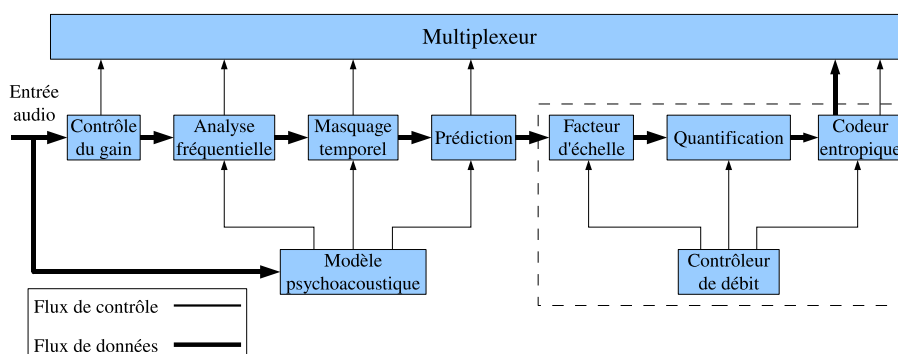 Multiplexeur
Entrée
audio
Contrôle
du gain
Analyse
fréquentielle
Masquage
temporel
Prédiction
Facteur
d'échelle
Quantification
Codeur
entropique
Modèle
psychoacoustique
Contrôleur
de débit
Flux de contrôle
Flux de données